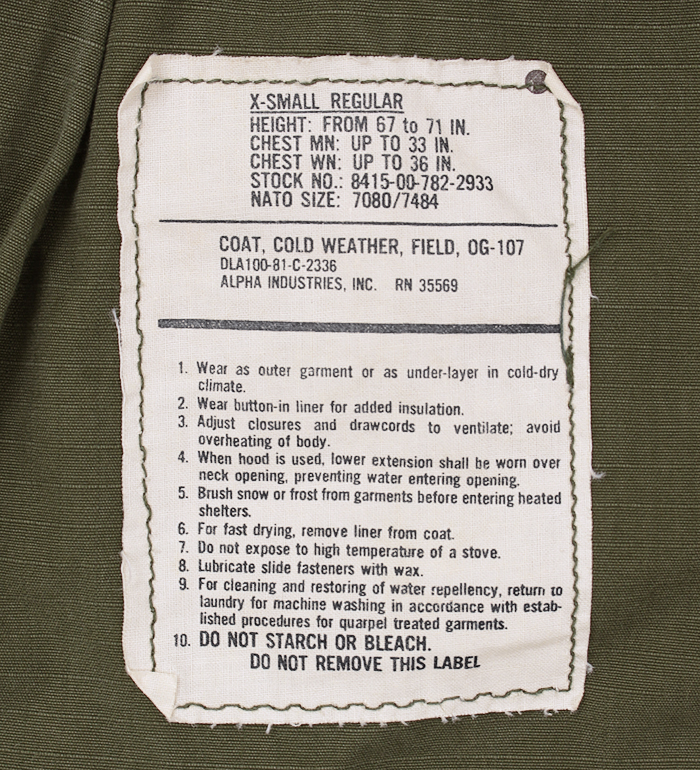 X-SMALL REGULAR
HEIGHT: FROM 67 to 71 IN.
CHEST MN: UP TO 33 IN.
CHEST WN: UP TO 36 IN.
STOCK NO.: 8415-00-782-2933
NATO SIZE: 7080/7484
COAT, COLD WEATHER, FIELD, OG-107
DLA100-81-C-2336
ALPHA INDUSTRIES, INC. RN 35569
1. Wear as outer garment or as under-layer in cold-dry
climate.
2. Wear button-in liner for added insulation.
3. Adjust closures and drawcords to ventilate; avoid
overheating of body.
4. When hood is used, lower extension shall be worn over
neck opening, preventing water entering opening.
5. Brush snow or frost from garments before entering heated
shelters.
6. For fast drying, remove liner from coat.
7. Do not expose to high temperature of a stove.
8. Lubricate slide fasteners with wax.
9. For cleaning and restoring of water repellency, return to
laundry for machine washing in accordance with estab-
lished procedures for quarpel treated garments.
10. DO NOT STARCH OR BLEACH.
DO NOT REMOVE THIS LABEL